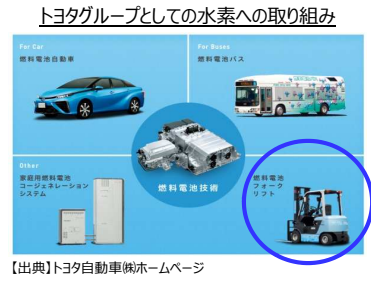 トヨタグループとしての水素への取り組み
For Car
燃料電池自動車
For Buses
燃料電池バス
燃料電池技術
Other
家庭用燃料電池
コージェネレーション
システム
燃料電池
フォーク
リフト
【出典】トヨタ自動車㈱ホームページ